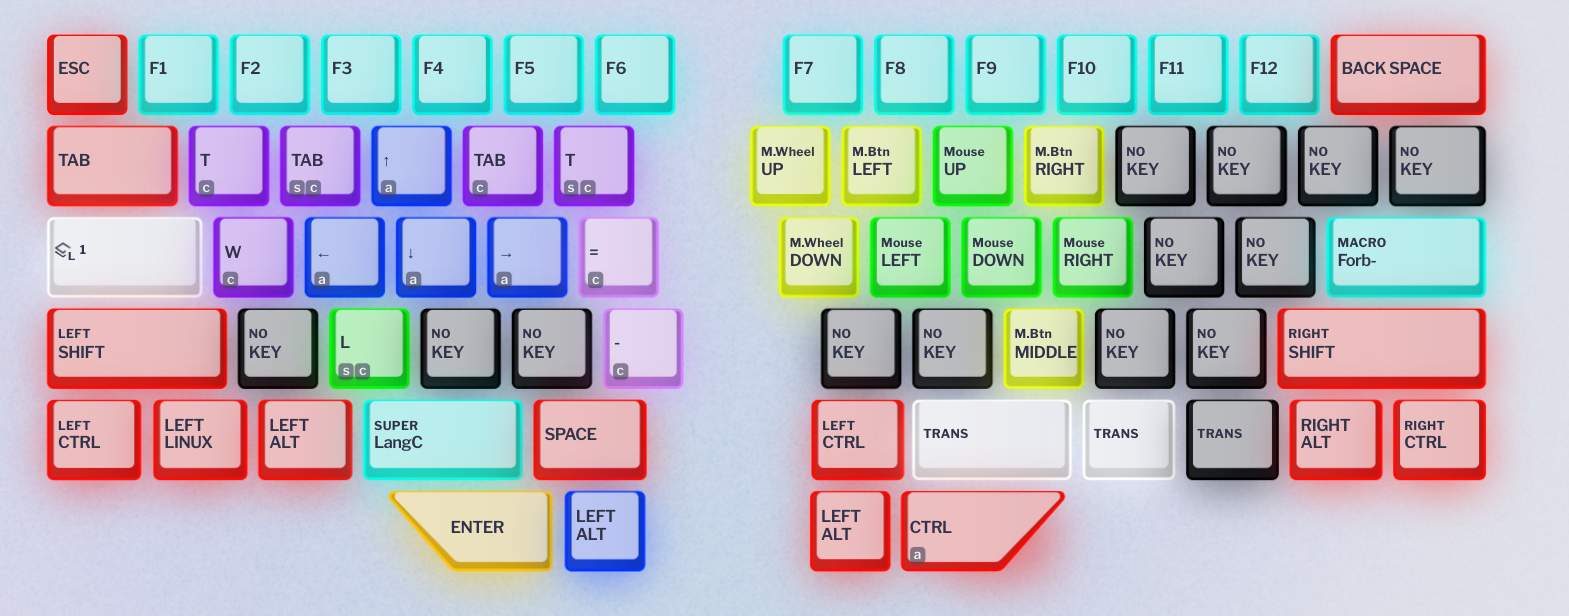 ESC
F1
F2
F3
F4
F5
F6
F7
F8
F9
F10
F11
F12
BACK SPACE
TAB
T
c
TAB
s c
↑
a
TAB
c
T
s c
M.Wheel
UP
M.Btn
LEFT
Mouse
UP
M.Btn
RIGHT
NO
KEY
NO
KEY
NO
KEY
NO
KEY
L 1
W
c
←
a
↓
a
→
a
=
c
M.Wheel
DOWN
Mouse
LEFT
Mouse
DOWN
Mouse
RIGHT
NO
KEY
NO
KEY
MACRO
Forb-
LEFT
SHIFT
NO
KEY
L
s c
NO
KEY
NO
KEY
-
c
NO
KEY
NO
KEY
M.Btn
MIDDLE
NO
KEY
NO
KEY
RIGHT
SHIFT
LEFT
CTRL
LEFT
LINUX
LEFT
ALT
SUPER
LangC
SPACE
LEFT
CTRL
TRANS
TRANS
TRANS
RIGHT
ALT
RIGHT
CTRL
ENTER
LEFT
ALT
LEFT
ALT
CTRL
a